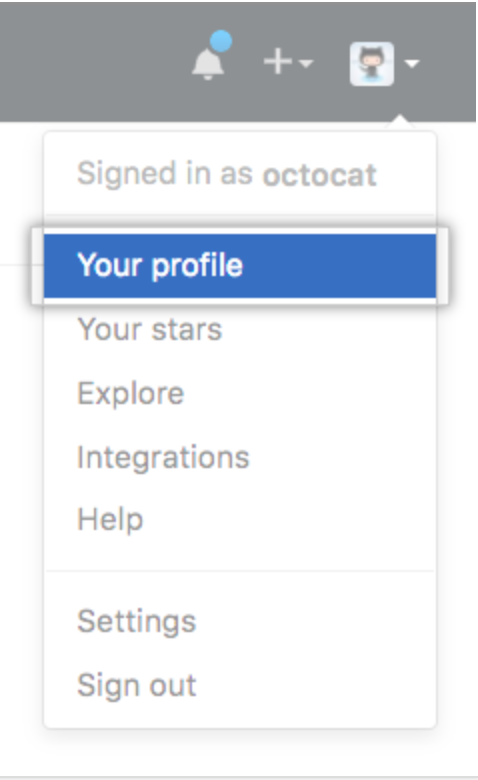 Signed in as octocat
Your profile
Your stars
Explore
Integrations
Help
Settings
Sign out